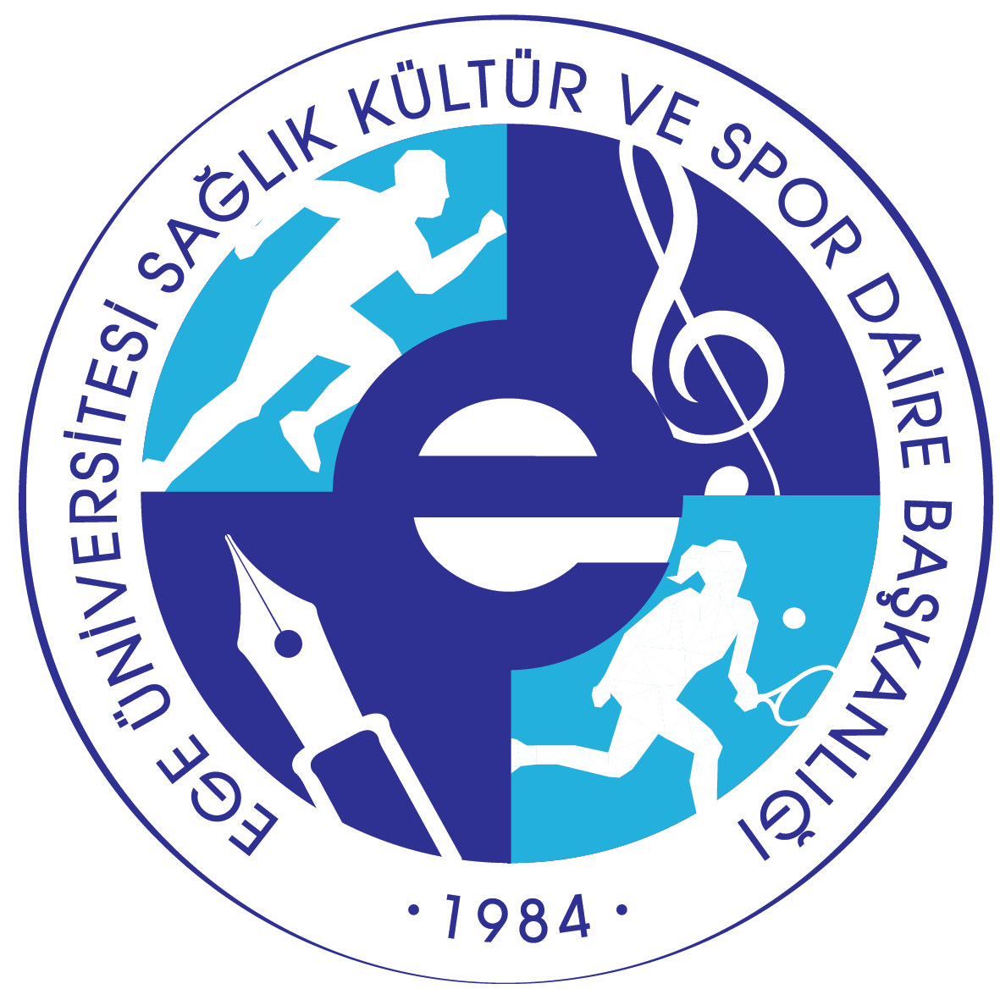 EGE ÜNİVERSİTESİ SAĞLIK KÜLTÜR VE SPOR DAİRE BAŞKANLIĞI
e
· 1984 ·